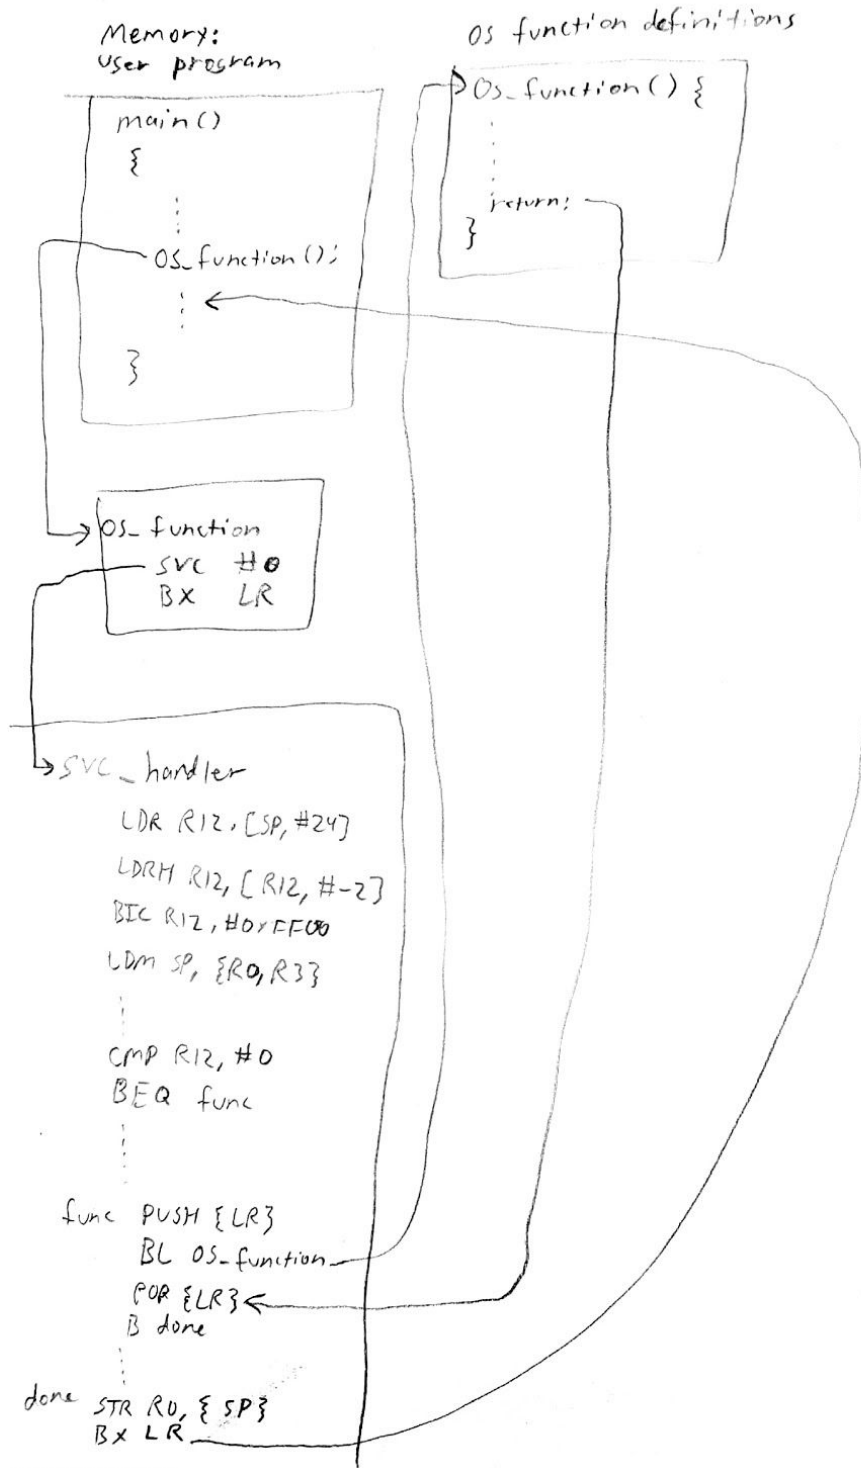 Memory:
user program
main()
{
OS_function();
}
OS function definitions
OS_function() {
return;
}
OS_function
SVC #0
BX LR
SVC_handler
LDR R12, [SP, #24]
LDRH R12, [R12, #-2]
BIC R12, #0xFF00
LDM SP, {R0, R3}
CMP R12, #0
BEQ func
func PUSH {LR}
BL OS_function
POP {LR}
B done
done STR R0, {SP}
BX LR